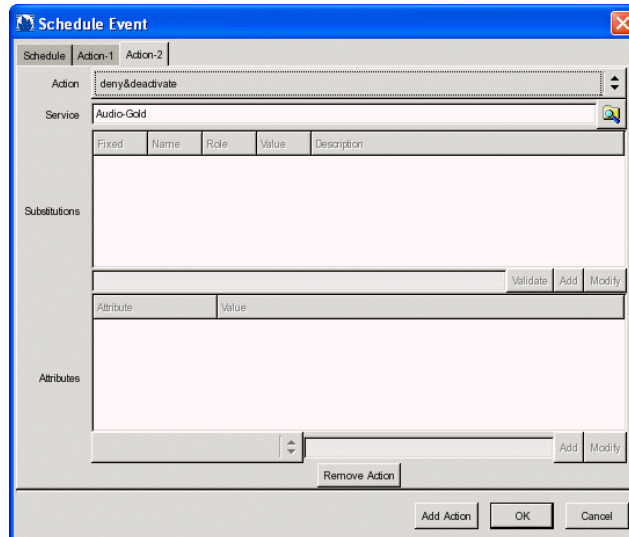 Schedule Event
Schedule Action-1 Action-2
Action deny&deactivate
Service Audio-Gold
Fixed Name Role Value Description
Substitutions
Validate Add Modify
Attribute Value
Attributes
Add Modify
Remove Action
Add Action OK Cancel